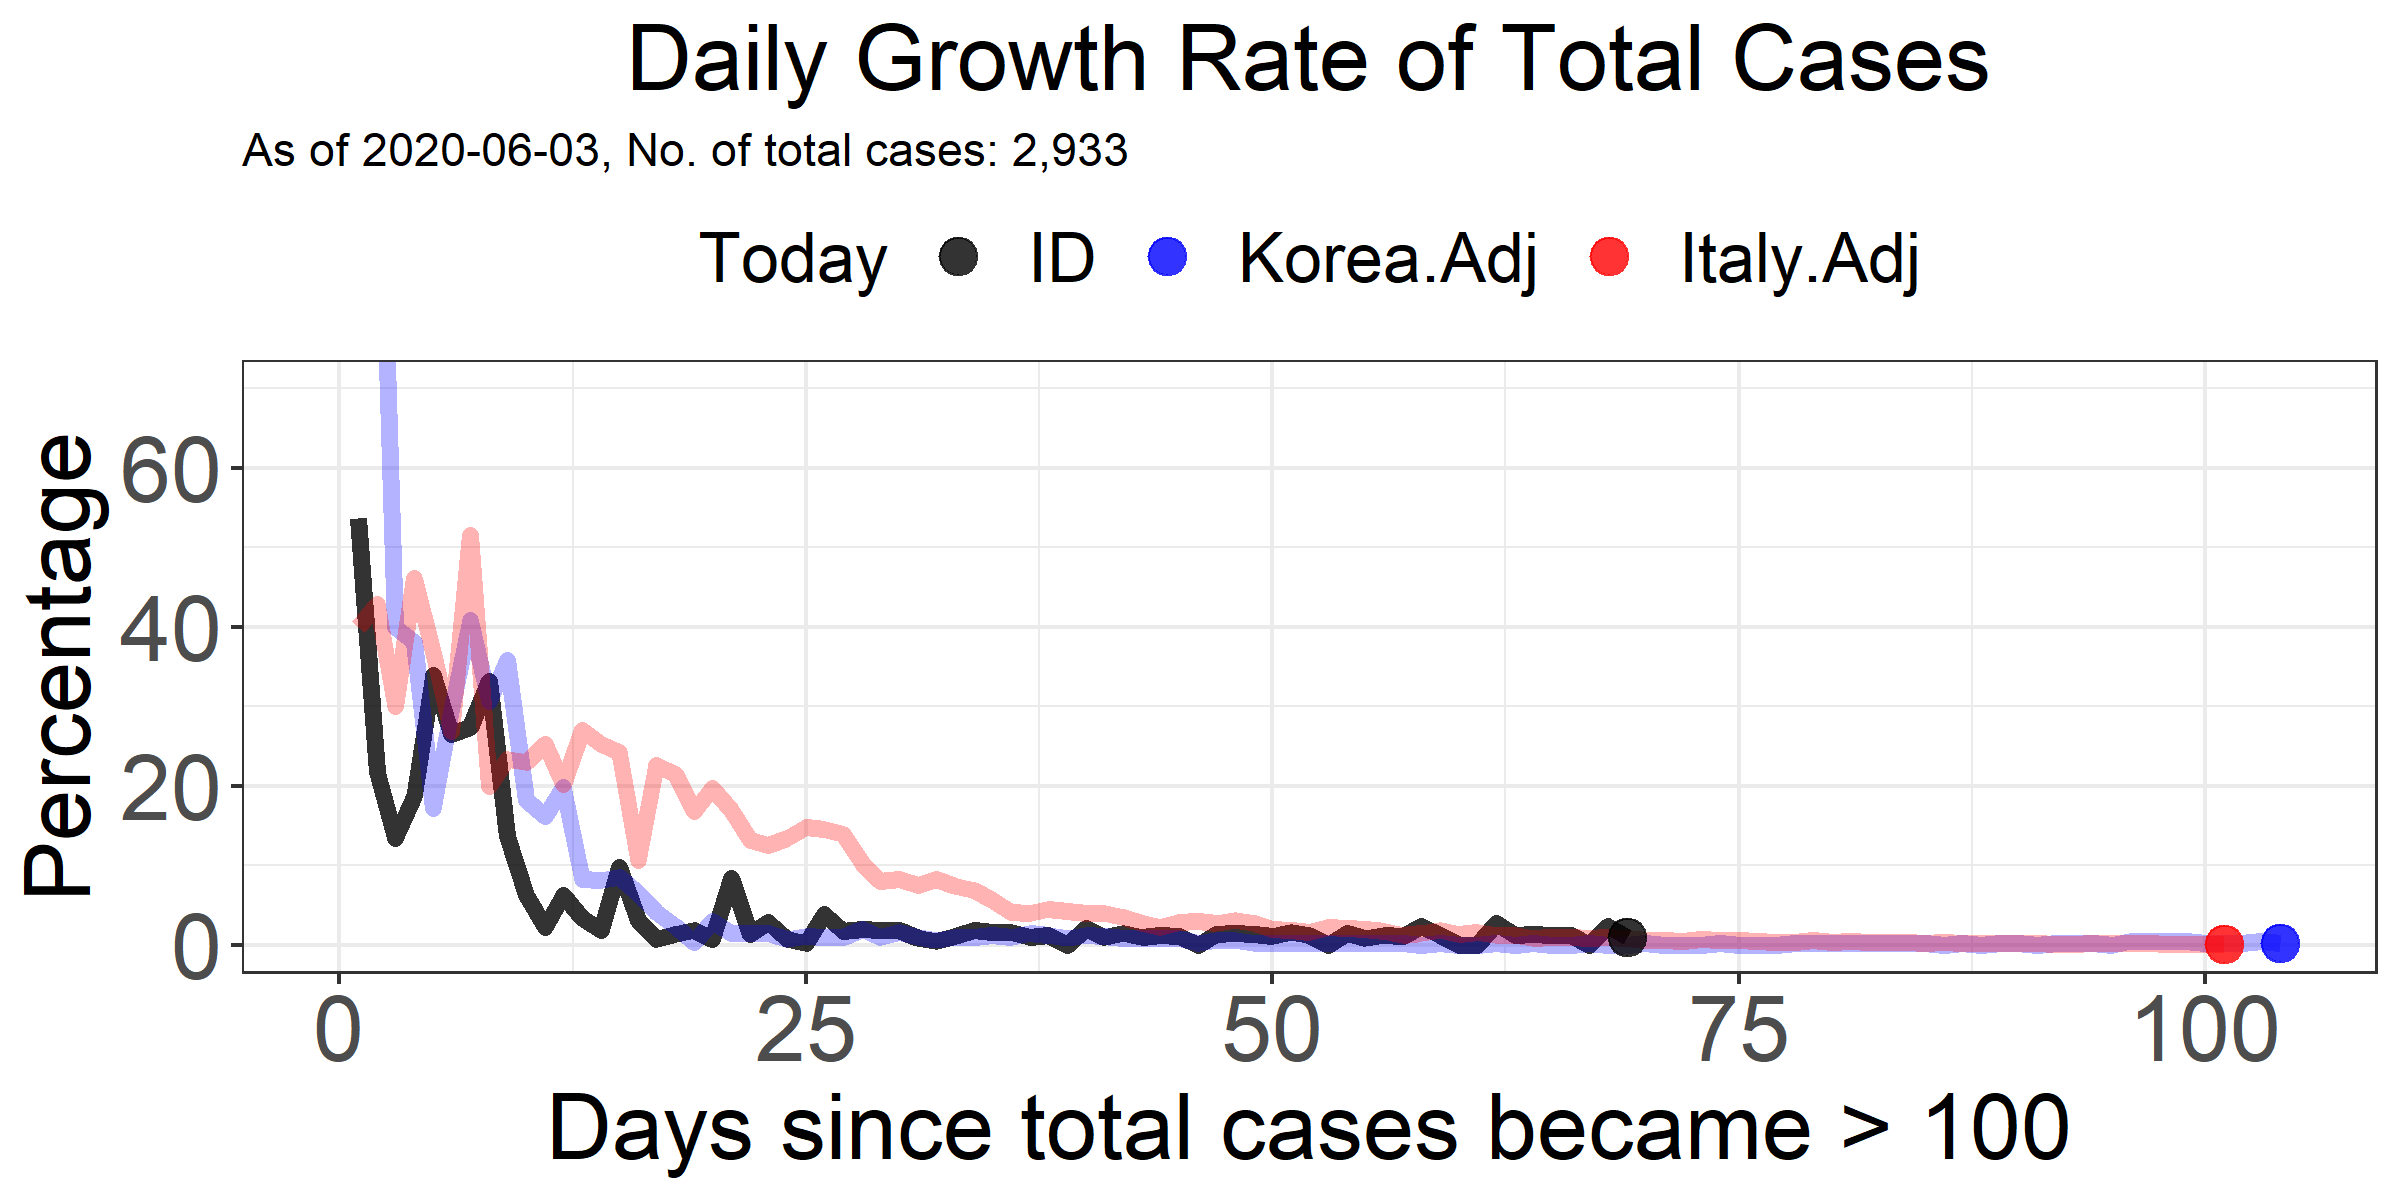 Daily Growth Rate of Total Cases
As of 2020-06-03, No. of total cases: 2,933
Today ID Korea.Adj Italy.Adj
Percentage
60
40
20
0
0 25 50 75 100
Days since total cases became > 100